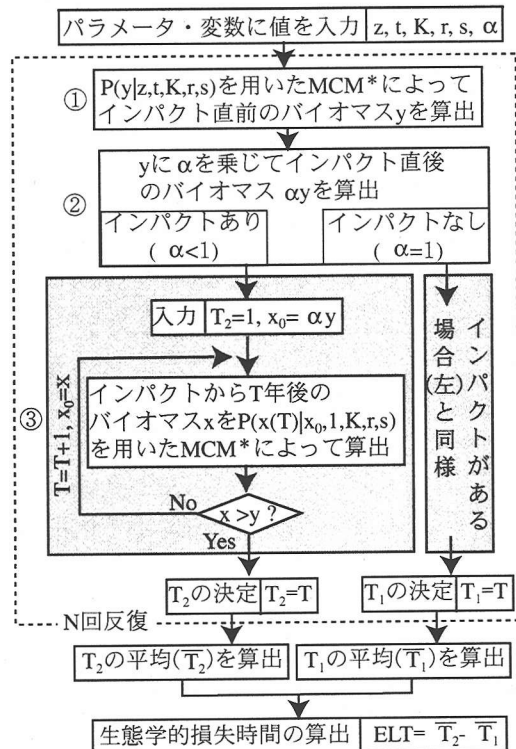 パラメータ・変数に値を入力 z, t, K, r, s, α
①
P(y|z,t,K,r,s)を用いたMCM*によって
インパクト直前のバイオマスyを算出
②
yにαを乗じてインパクト直後
のバイオマス αyを算出
インパクトあり
( α<1)
インパクトなし
( α=1)
③
入力 T₂=1, x₀= αy
T=T+1, x₀=x
インパクトからT年後の
バイオマスxをP(x(T)|x₀,1,K,r,s)
を用いたMCM*によって算出
No
x >y ?
Yes
インパクトがある
場合(左)と同様
T₂の決定 T₂=T
T₁の決定 T₁=T
N回反復
T₂の平均(T̅₂)を算出
T₁の平均(T̅₁)を算出
生態学的損失時間の算出 ELT= T̅₂- T̅₁